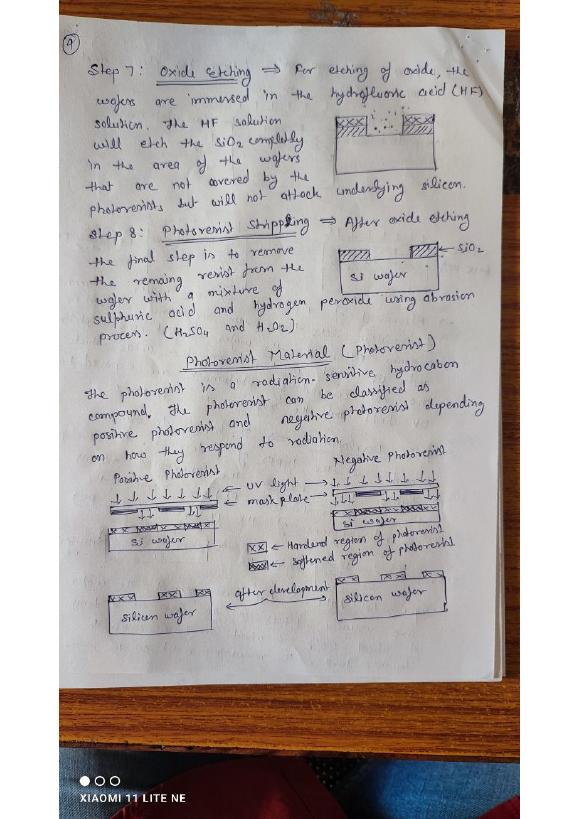 9
Step 7: Oxide Etching ⇒ For etching of oxide, the
wafers are immersed in the hydrofluoric acid (HF)
solution. The HF solution
will etch the SiO2 completly
in the area of the wafers
that are not covered by the
photoresists but will not attack underlying silicon.
Step 8: Photoresist Stripping ⇒ After oxide etching
the final step is to remove
the remaing resist from the
wafer with a mixture of
sulphuric acid and hydrogen peroxide using abrasion
process. (H2SO4 and H2O2)
SiO2
Si wafer
Photoresist Material (Photoresist)
The photoresist is a radiation-sensitive hydrocabon
compound. The photoresist can be classified as
positive photoresist and negative photoresist depending
on how they respond to radiation.
Positive Photoresist
Negative Photoresist
UV light
mask plate
Si wafer
Si wafer
xx ← Hardend region of photoresist
← Softened region of photoresist
after development
Silicon wafer
Silicon wafer
XIAOMI 11 LITE NE